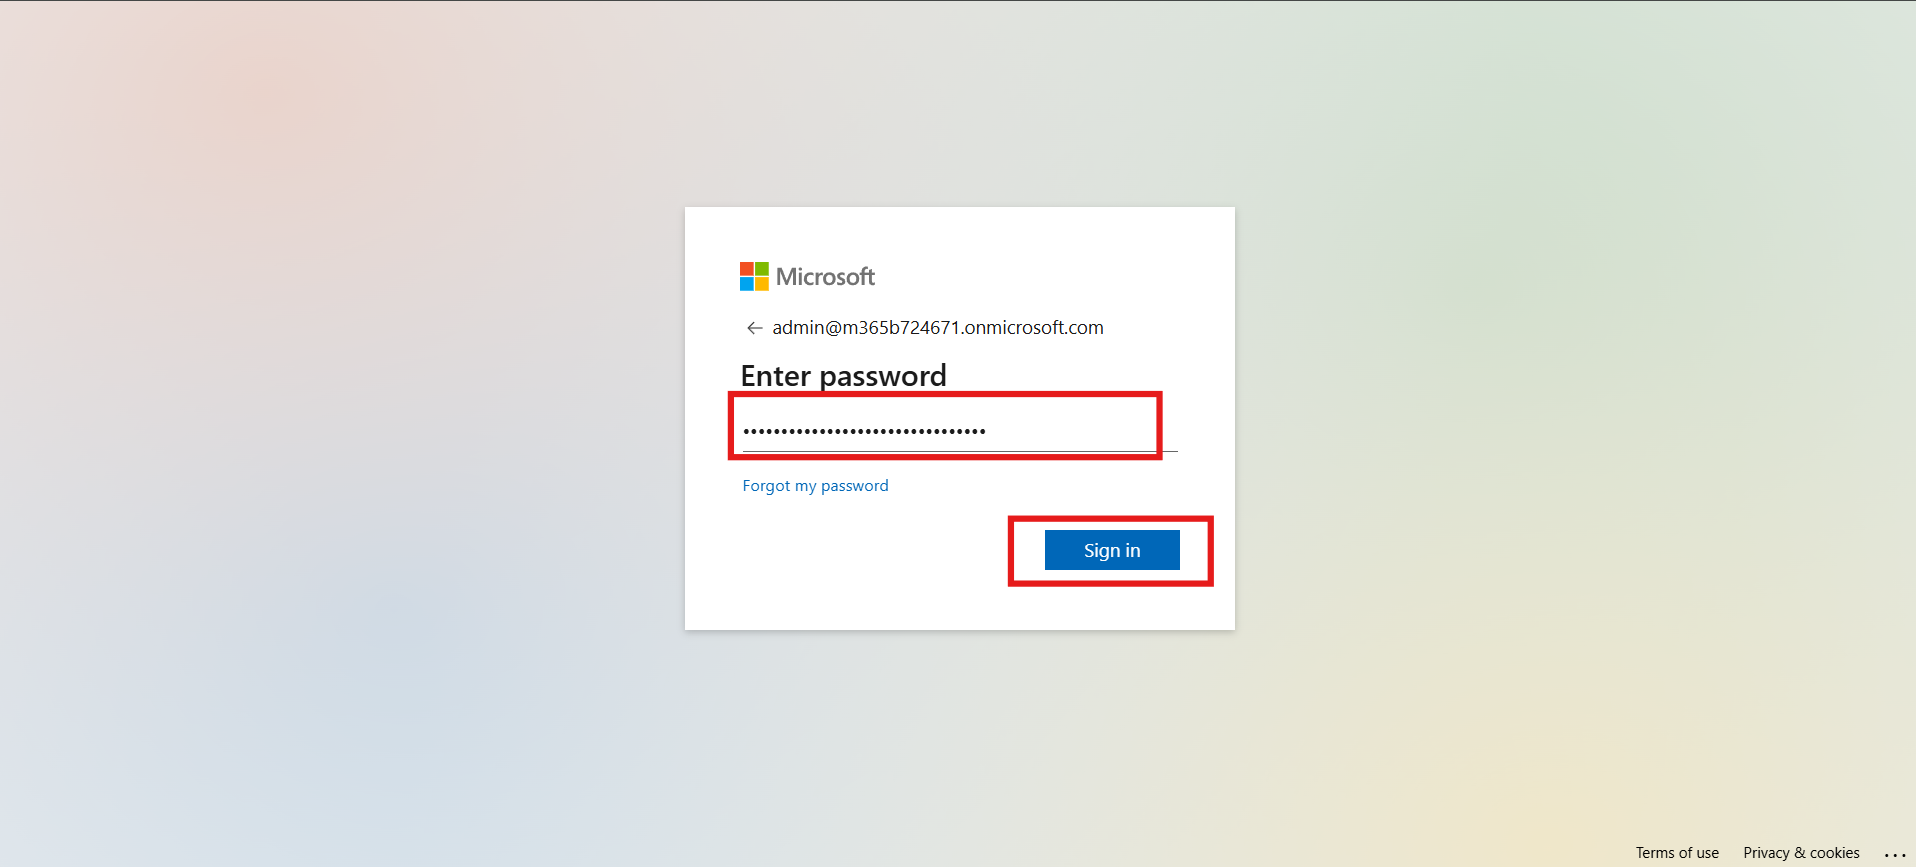 Microsoft
← admin@m365b724671.onmicrosoft.com
Enter password
••••••••••••••••••••••••••••••••
Forgot my password
Sign in
Terms of use Privacy & cookies ...